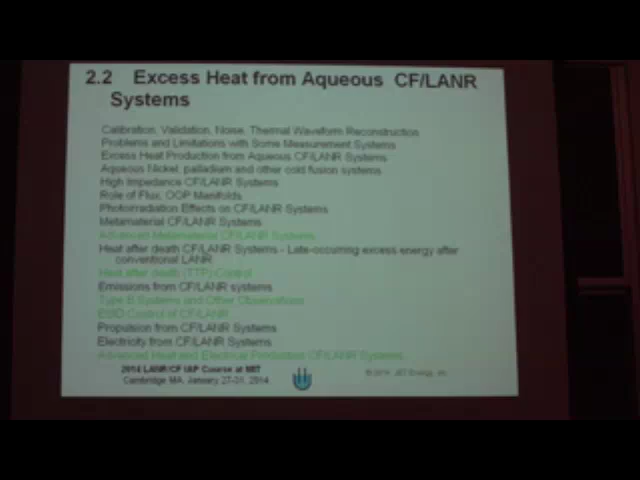 2.2 Excess Heat from Aqueous CF/LANR
Systems
Calibration, Validation, Noise, Thermal Waveform Reconstruction
Problems and Limitations with Some Measurement Systems
Excess Heat Production from Aqueous CF/LANR Systems
Aqueous Nickel, palladium and other cold fusion systems
High Impedance CF/LANR Systems
Role of Flux, OOP Manifolds
Photoirradiation Effects on CF/LANR Systems
Metamaterial CF/LANR Systems
Advanced Metamaterial CF/LANR Systems
Heat after death CF/LANR Systems - Late-occurring excess energy after
conventional LANR
Heat after death (TTP) Control
Emissions from CF/LANR systems
Type B Systems and Other Observations
Control of CF/LANR
Propulsion from CF/LANR Systems
Electricity from CF/LANR Systems
Advanced Heat and Electrical Production CF/LANR Systems
2014 LANR/CF IAP Course at MIT
Cambridge MA, January 27-31, 2014
© 2014 JET Energy, Inc